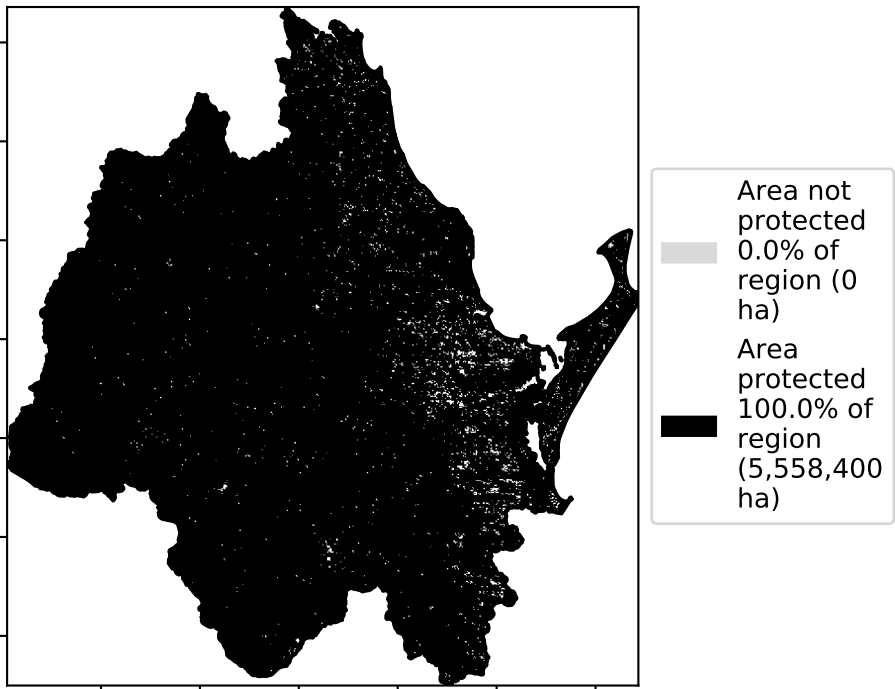 Area not
protected
0.0% of
region (0
ha)
Area
protected
100.0% of
region
(5,558,400
ha)